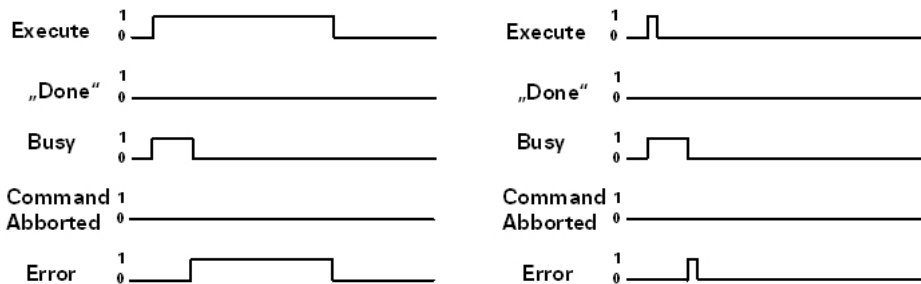 Execute 1 0
„Done“ 1 0
Busy 1 0
Command Abborted 1 0
Error 1 0
Execute 1 0
„Done“ 1 0
Busy 1 0
Command Abborted 1 0
Error 1 0